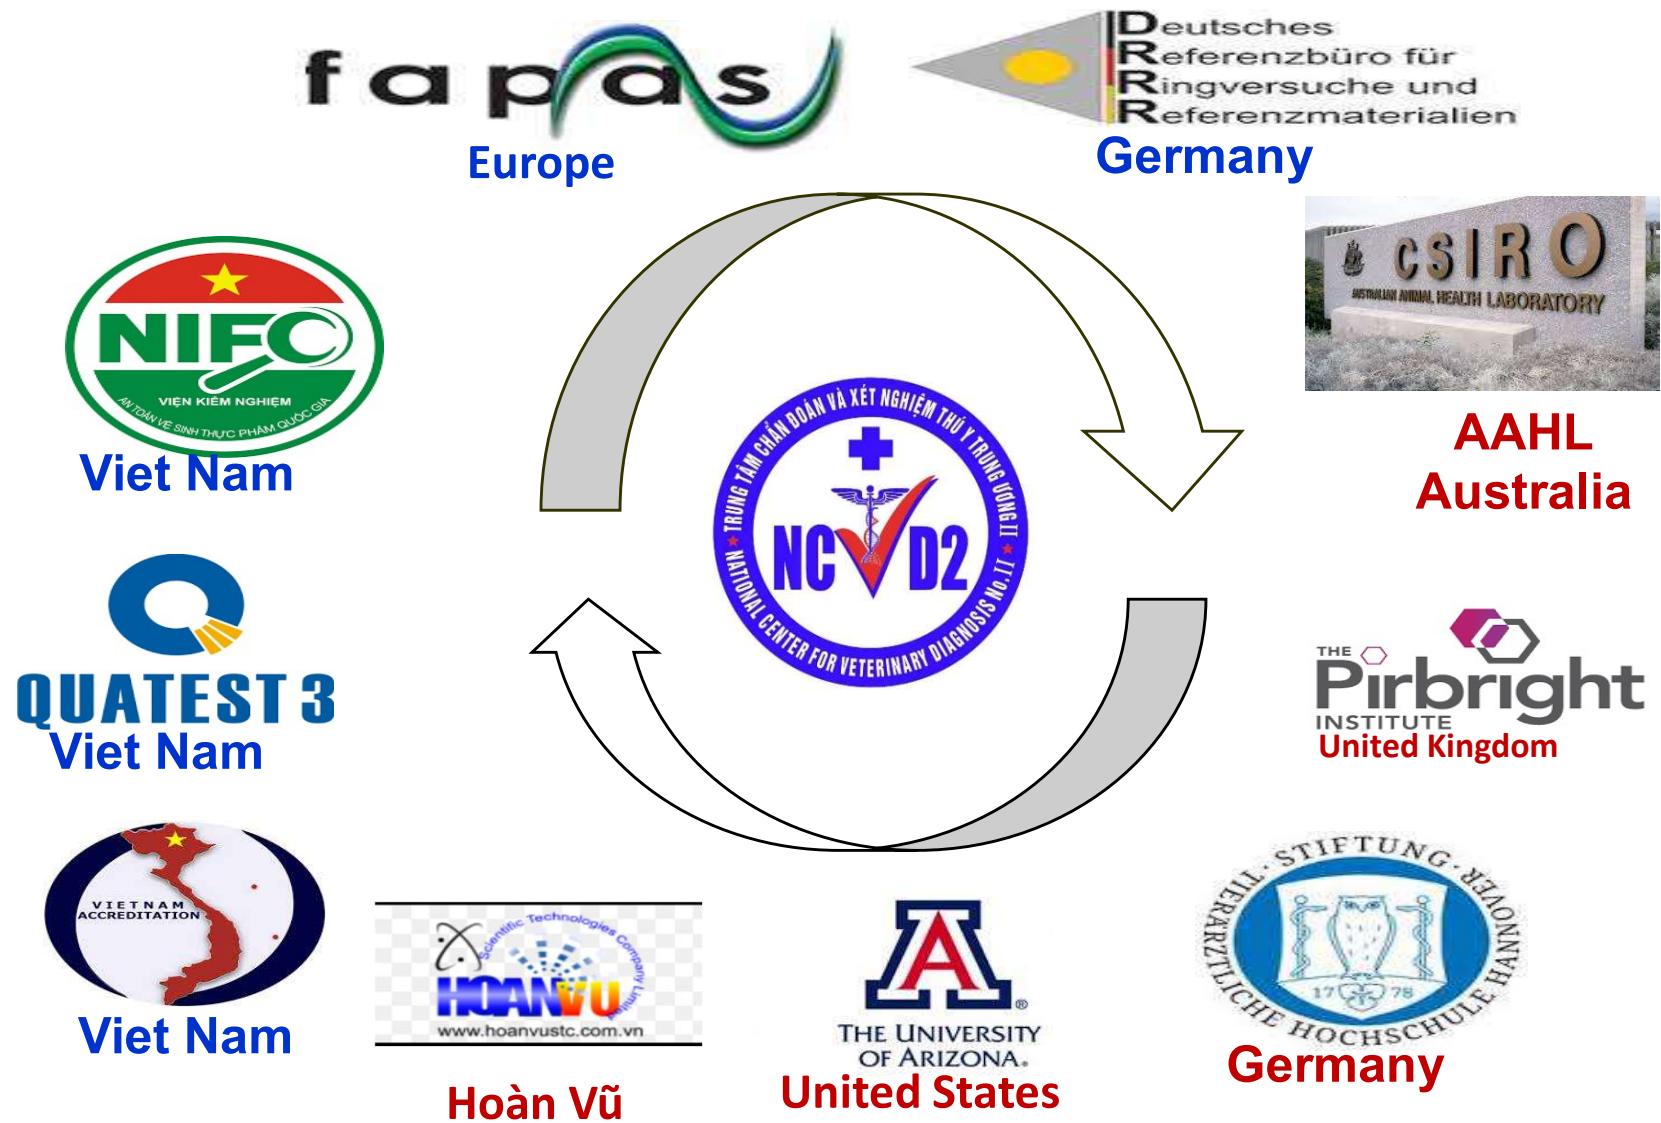 fapas
Europe
Deutsches
Referenzbüro für
Ringversuche und
Referenzmaterialien
Germany
NIFC
VIỆN KIỂM NGHIỆM
AN TOÀN VỆ SINH THỰC PHẨM QUỐC GIA
Viet Nam
CSIRO
AUSTRALIAN ANIMAL HEALTH LABORATORY
AAHL
Australia
TRUNG TÂM CHẨN ĐOÁN VÀ XÉT NGHIỆM THÚ Y TRUNG ƯƠNG II
NCVD2
NATIONAL CENTER FOR VETERINARY DIAGNOSIS No.II
QUATEST 3
Viet Nam
THE
Pirbright
INSTITUTE
United Kingdom
VIETNAM
ACCREDITATION
Viet Nam
Scientific Technologies Company Limited
HOANVU
www.hoanvustc.com.vn
Hoàn Vũ
A
®
THE UNIVERSITY
OF ARIZONA.
United States
STIFTUNG · TIERÄRZTLICHE HOCHSCHULE HANNOVER
1778
Germany